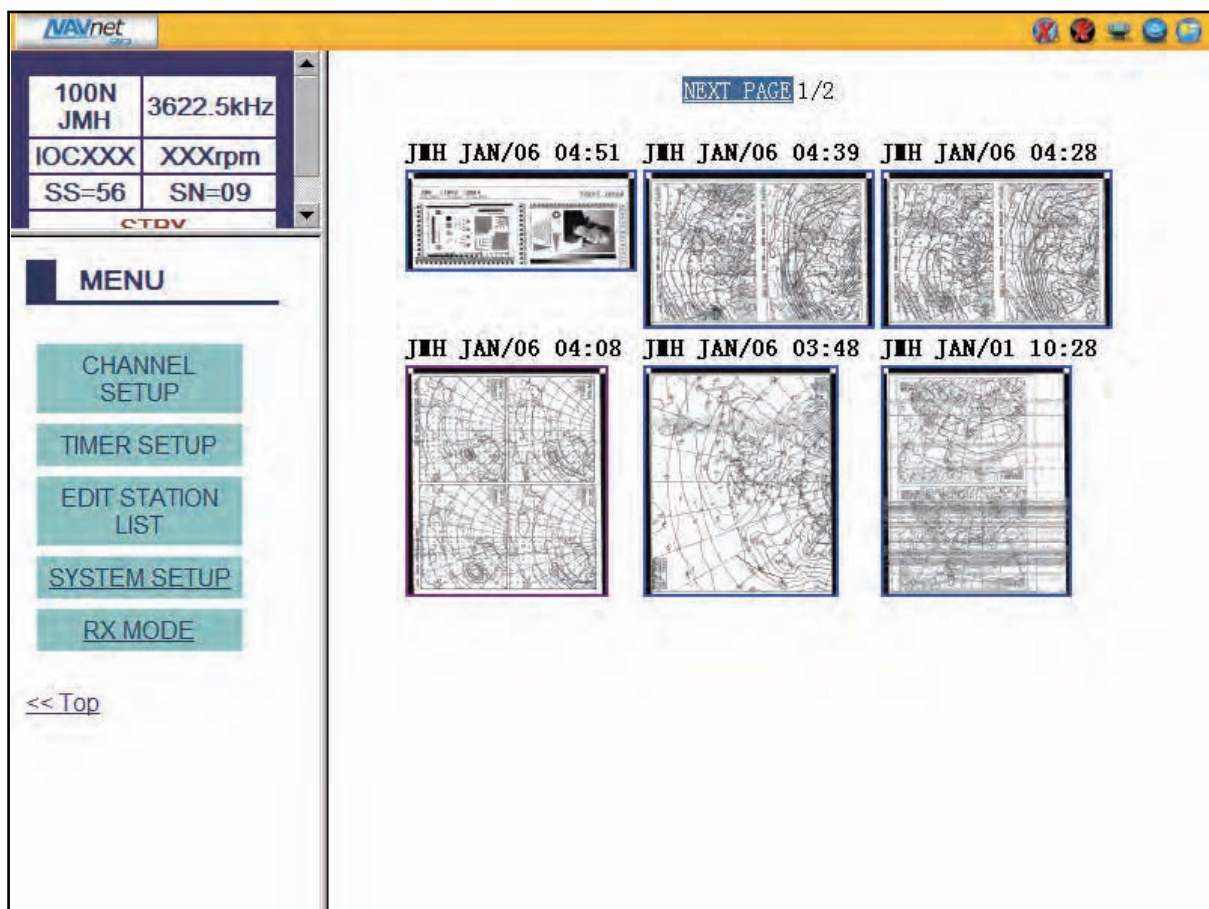 NAVnet
100N
JMH
3622.5kHz
IOCXXX
XXXrpm
SS=56
SN=09
STBY
MENU
CHANNEL
SETUP
TIMER SETUP
EDIT STATION
LIST
SYSTEM SETUP
RX MODE
<< Top
NEXT PAGE 1/2
JMH JAN/06 04:51 JMH JAN/06 04:39 JMH JAN/06 04:28
JMH JAN/06 04:08 JMH JAN/06 03:48 JMH JAN/01 10:28